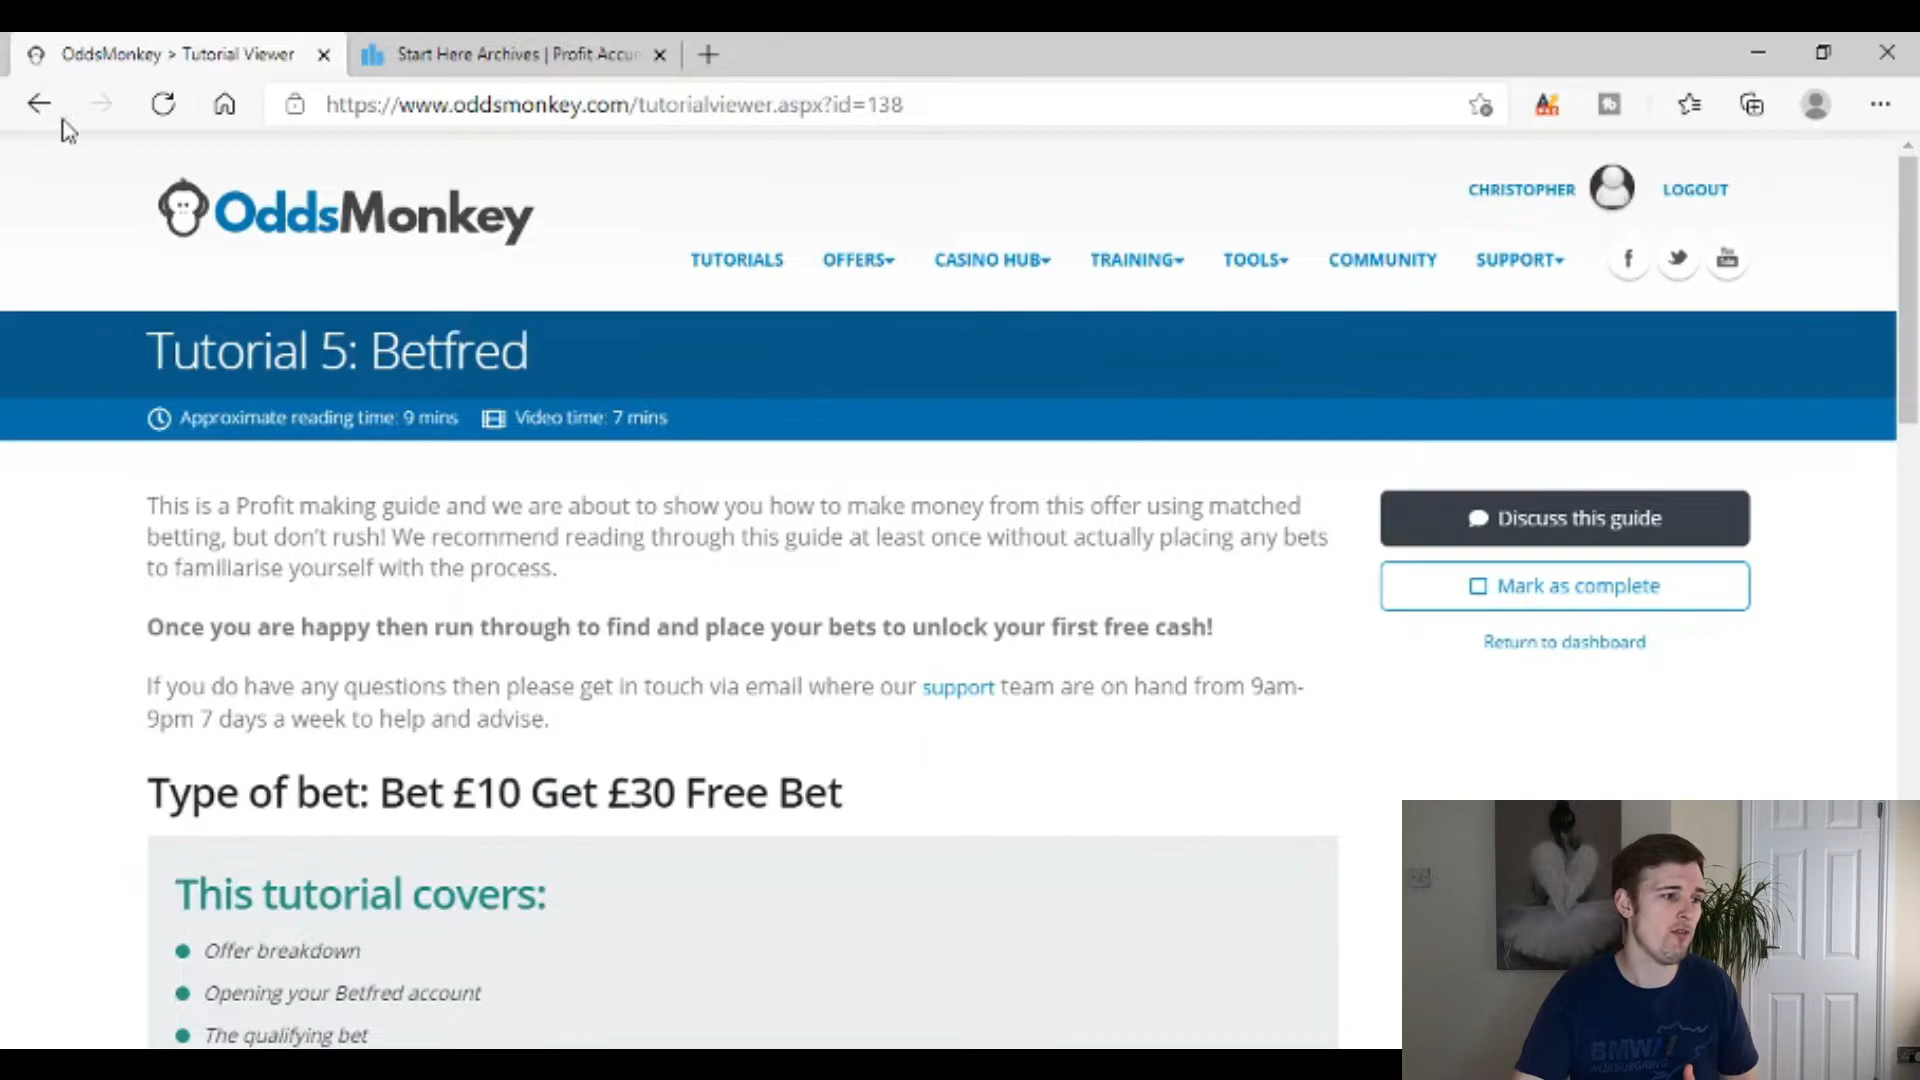 OddsMonkey > Tutorial Viewer
Start Here Archives | Profit Accu
https://www.oddsmonkey.com/tutorialviewer.aspx?id=138
OddsMonkey
CHRISTOPHER
LOGOUT
TUTORIALS OFFERS CASINO HUB TRAINING TOOLS COMMUNITY SUPPORT
Tutorial 5: Betfred
Approximate reading time: 9 mins Video time: 7 mins
This is a Profit making guide and we are about to show you how to make money from this offer using matched
betting, but don't rush! We recommend reading through this guide at least once without actually placing any bets
to familiarise yourself with the process.
Once you are happy then run through to find and place your bets to unlock your first free cash!
If you do have any questions then please get in touch via email where our support team are on hand from 9am-
9pm 7 days a week to help and advise.
Discuss this guide
Mark as complete
Return to dashboard
Type of bet: Bet £10 Get £30 Free Bet
This tutorial covers:
Offer breakdown
Opening your Betfred account
The qualifying bet
BMW